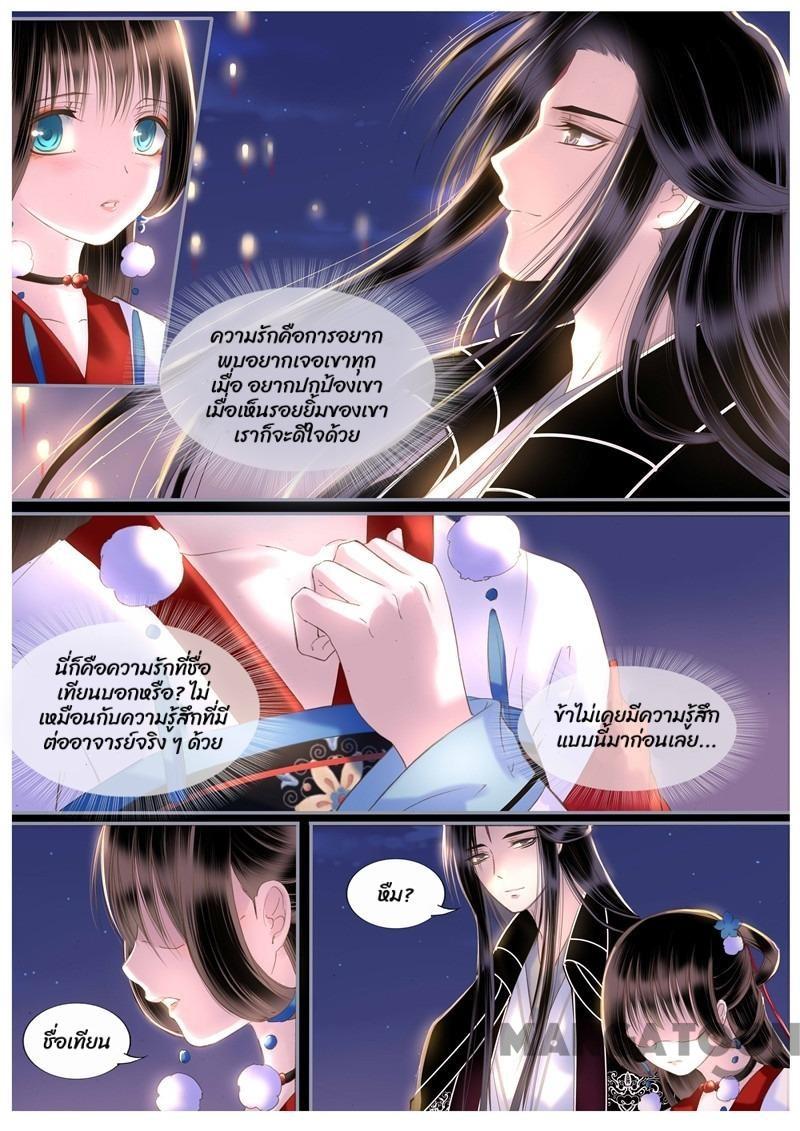 ความรักคือการอยาก
พบอยากเจอเขาทุก
เมื่อ อยากปกป้องเขา
เมื่อเห็นรอยยิ้มของเขา
เราก็จะดีใจด้วย
นี่ก็คือความรักที่ชื่อ
เทียนบอกหรือ? ไม่
เหมือนกับความรู้สึกที่มี
ต่ออาจารย์จริง ๆ ด้วย
ข้าไม่เคยมีความรู้สึก
แบบนี้มาก่อนเลย...
ชื่อเทียน
หืม?
MANGATOON